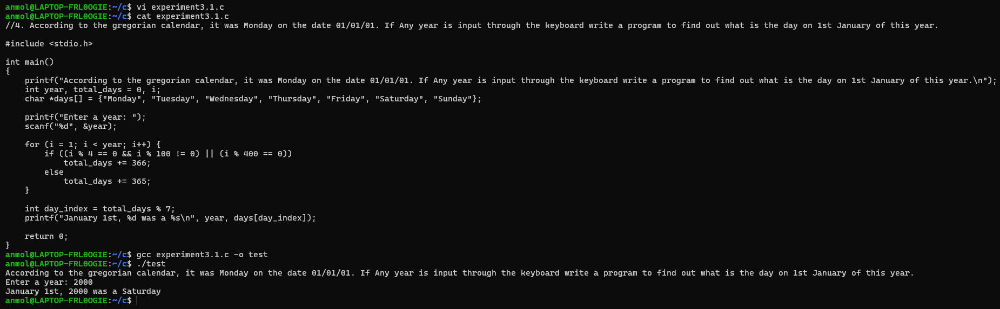 anmol@LAPTOP-FRL0OGIE:~/c$ vi experiment3.1.c
anmol@LAPTOP-FRL0OGIE:~/c$ cat experiment3.1.c
//4. According to the gregorian calendar, it was Monday on the date 01/01/01. If Any year is input through the keyboard write a program to find out what is the day on 1st January of this year.

#include <stdio.h>

int main()
{
    printf("According to the gregorian calendar, it was Monday on the date 01/01/01. If Any year is input through the keyboard write a program to find out what is the day on 1st January of this year.\n");
    int year, total_days = 0, i;
    char *days[] = {"Monday", "Tuesday", "Wednesday", "Thursday", "Friday", "Saturday", "Sunday"};

    printf("Enter a year: ");
    scanf("%d", &year);

    for (i = 1; i < year; i++) {
        if ((i % 4 == 0 && i % 100 != 0) || (i % 400 == 0))
            total_days += 366;
        else
            total_days += 365;
    }

    int day_index = total_days % 7;
    printf("January 1st, %d was a %s\n", year, days[day_index]);

    return 0;
}
anmol@LAPTOP-FRL0OGIE:~/c$ gcc experiment3.1.c -o test
anmol@LAPTOP-FRL0OGIE:~/c$ ./test
According to the gregorian calendar, it was Monday on the date 01/01/01. If Any year is input through the keyboard write a program to find out what is the day on 1st January of this year.
Enter a year: 2000
January 1st, 2000 was a Saturday
anmol@LAPTOP-FRL0OGIE:~/c$